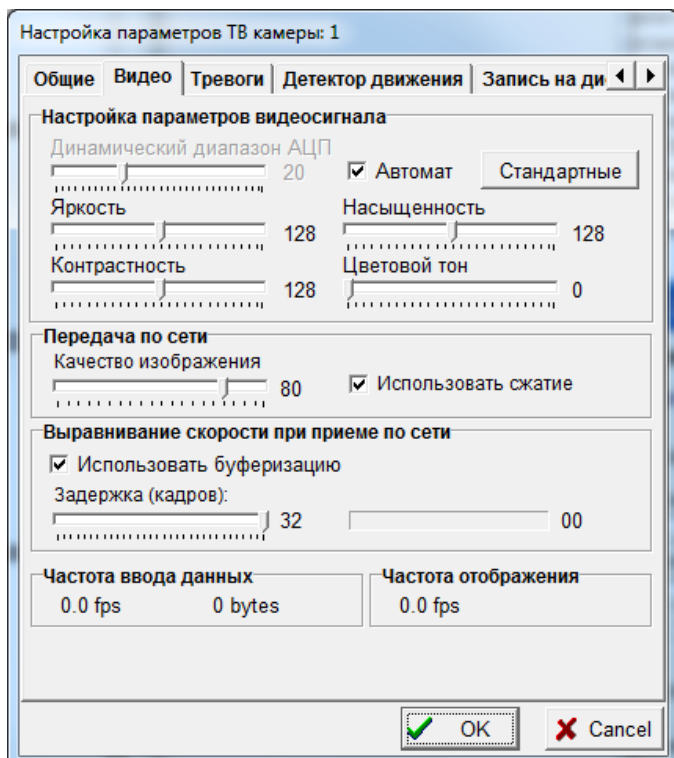 Настройка параметров ТВ камеры: 1
Общие Видео Тревоги Детектор движения Запись на ди
Настройка параметров видеосигнала
Динамический диапазон АЦП
20 Автомат Стандартные
Яркость Насыщенность
128 128
Контрастность Цветовой тон
128 0
Передача по сети
Качество изображения
80 Использовать сжатие
Выравнивание скорости при приеме по сети
Использовать буферизацию
Задержка (кадров):
32 00
Частота ввода данных Частота отображения
0.0 fps 0 bytes 0.0 fps
OK Cancel